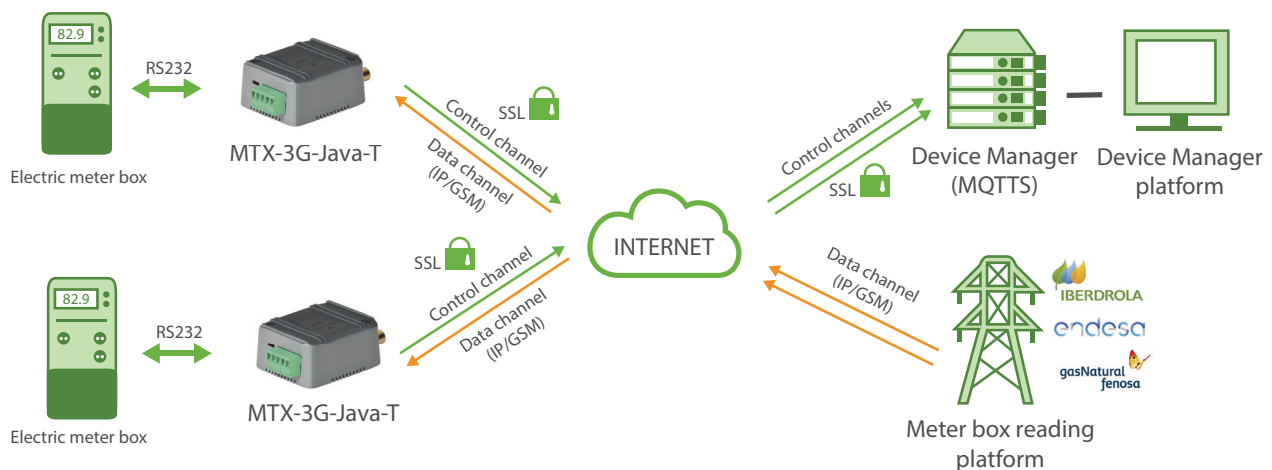 82.9
RS232
Electric meter box
MTX-3G-Java-T
SSL
Control channel
Data channel
(IP/GSM)
82.9
RS232
Electric meter box
MTX-3G-Java-T
SSL
Control channel
Data channel
(IP/GSM)
INTERNET
Control channels
SSL
Device Manager
(MQTTS)
Device Manager
platform
Data channel
(IP/GSM)
IBERDROLA
endesa
gasNatural
fenosa
Meter box reading
platform